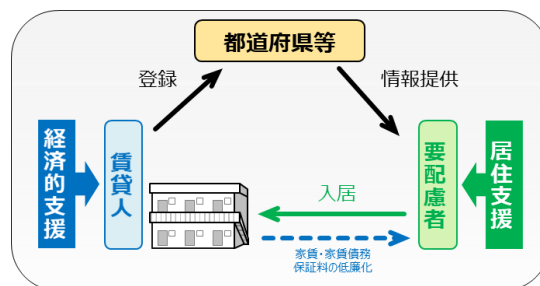 都道府県等
登録
情報提供
経済的支援
賃貸人
要配慮者
居住支援
入居
家賃・家賃債務
保証料の低廉化